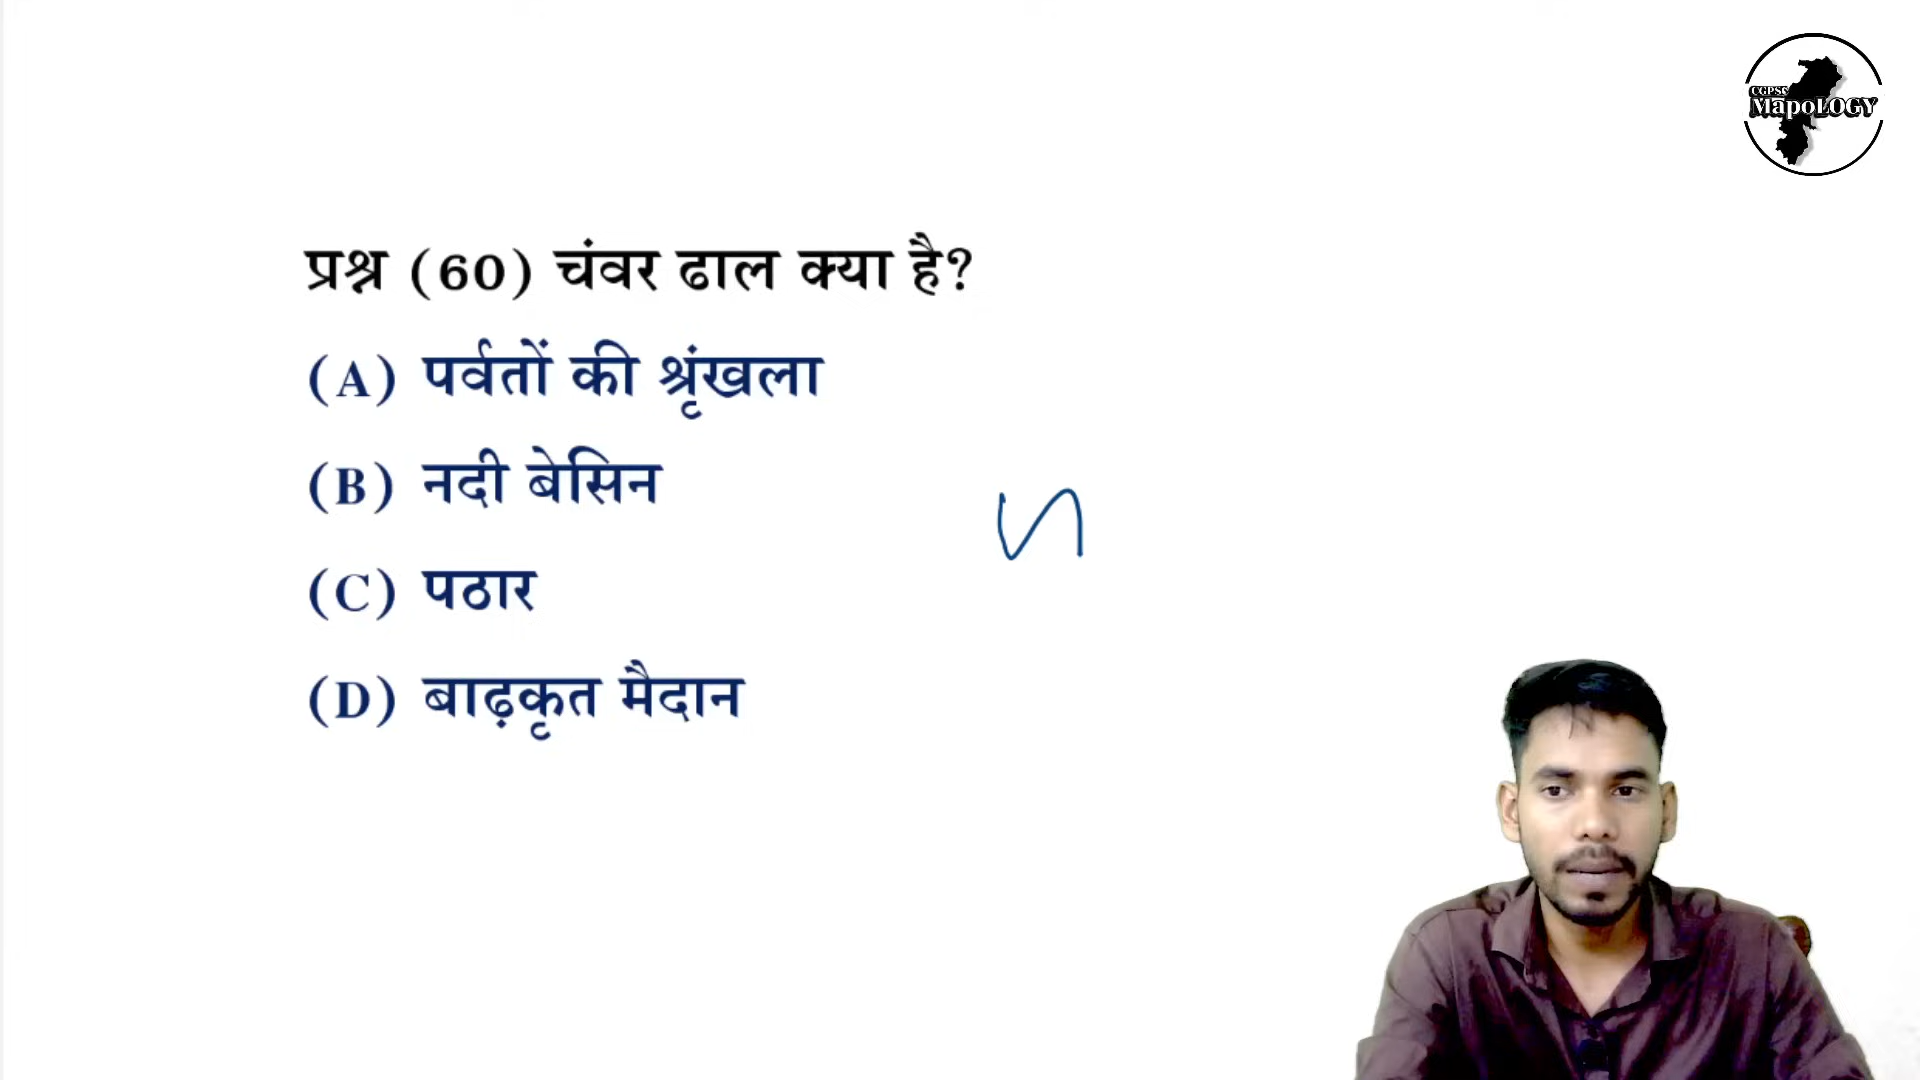 CGPSC
MapoLOGY
प्रश्न (60) चंवर ढाल क्या है?
(A) पर्वतों की श्रृंखला
(B) नदी बेसिन
(C) पठार
(D) बाढ़कृत मैदान